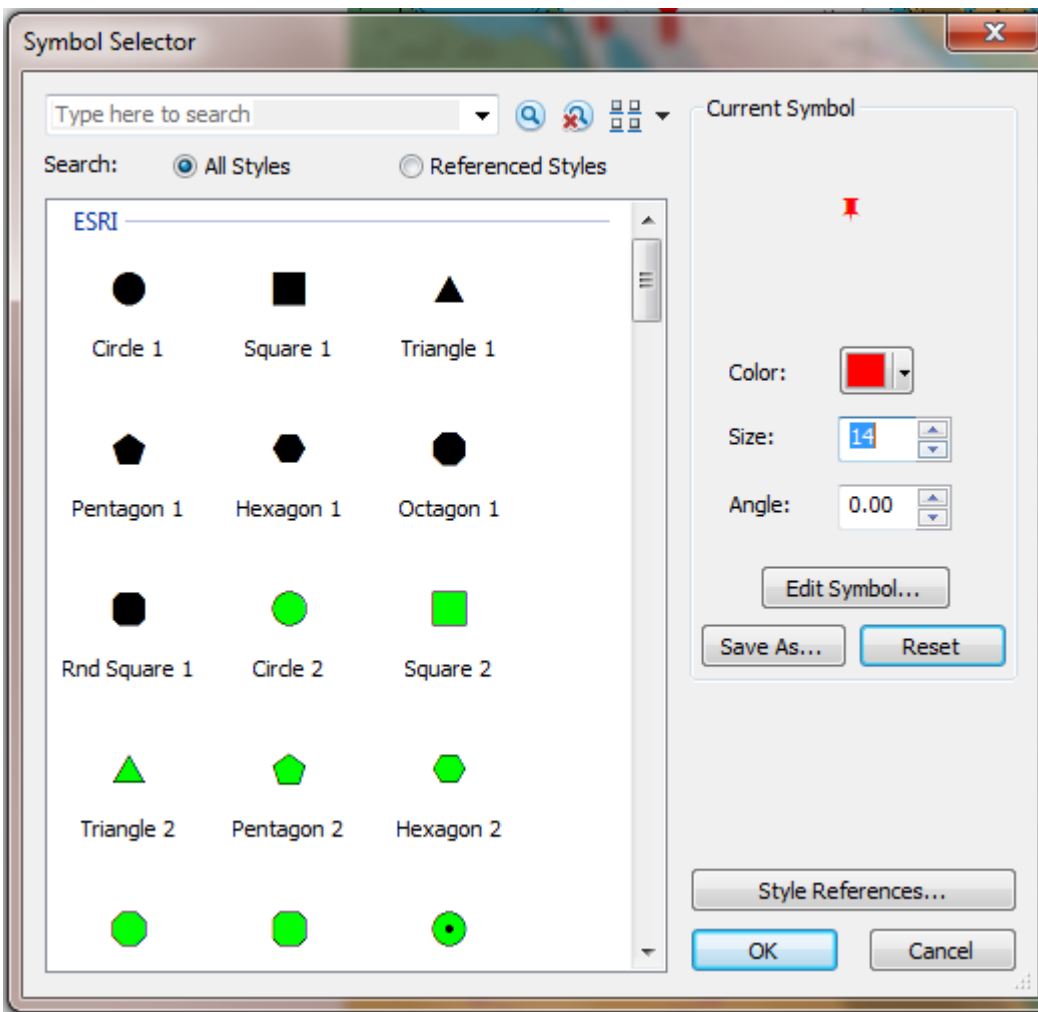 Symbol Selector
Type here to search
Search: All Styles Referenced Styles
ESRI
Circle 1 Square 1 Triangle 1
Pentagon 1 Hexagon 1 Octagon 1
Rnd Square 1 Circle 2 Square 2
Triangle 2 Pentagon 2 Hexagon 2
Current Symbol
Color:
Size: 14
Angle: 0.00
Edit Symbol...
Save As... Reset
Style References...
OK Cancel